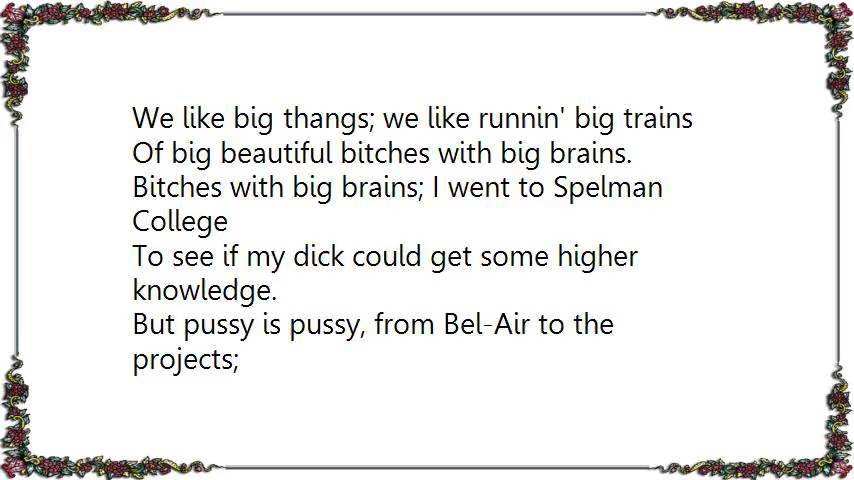 We like big thangs; we like runnin' big trains
Of big beautiful bitches with big brains.
Bitches with big brains; I went to Spelman
College
To see if my dick could get some higher
knowledge.
But pussy is pussy, from Bel-Air to the
projects;